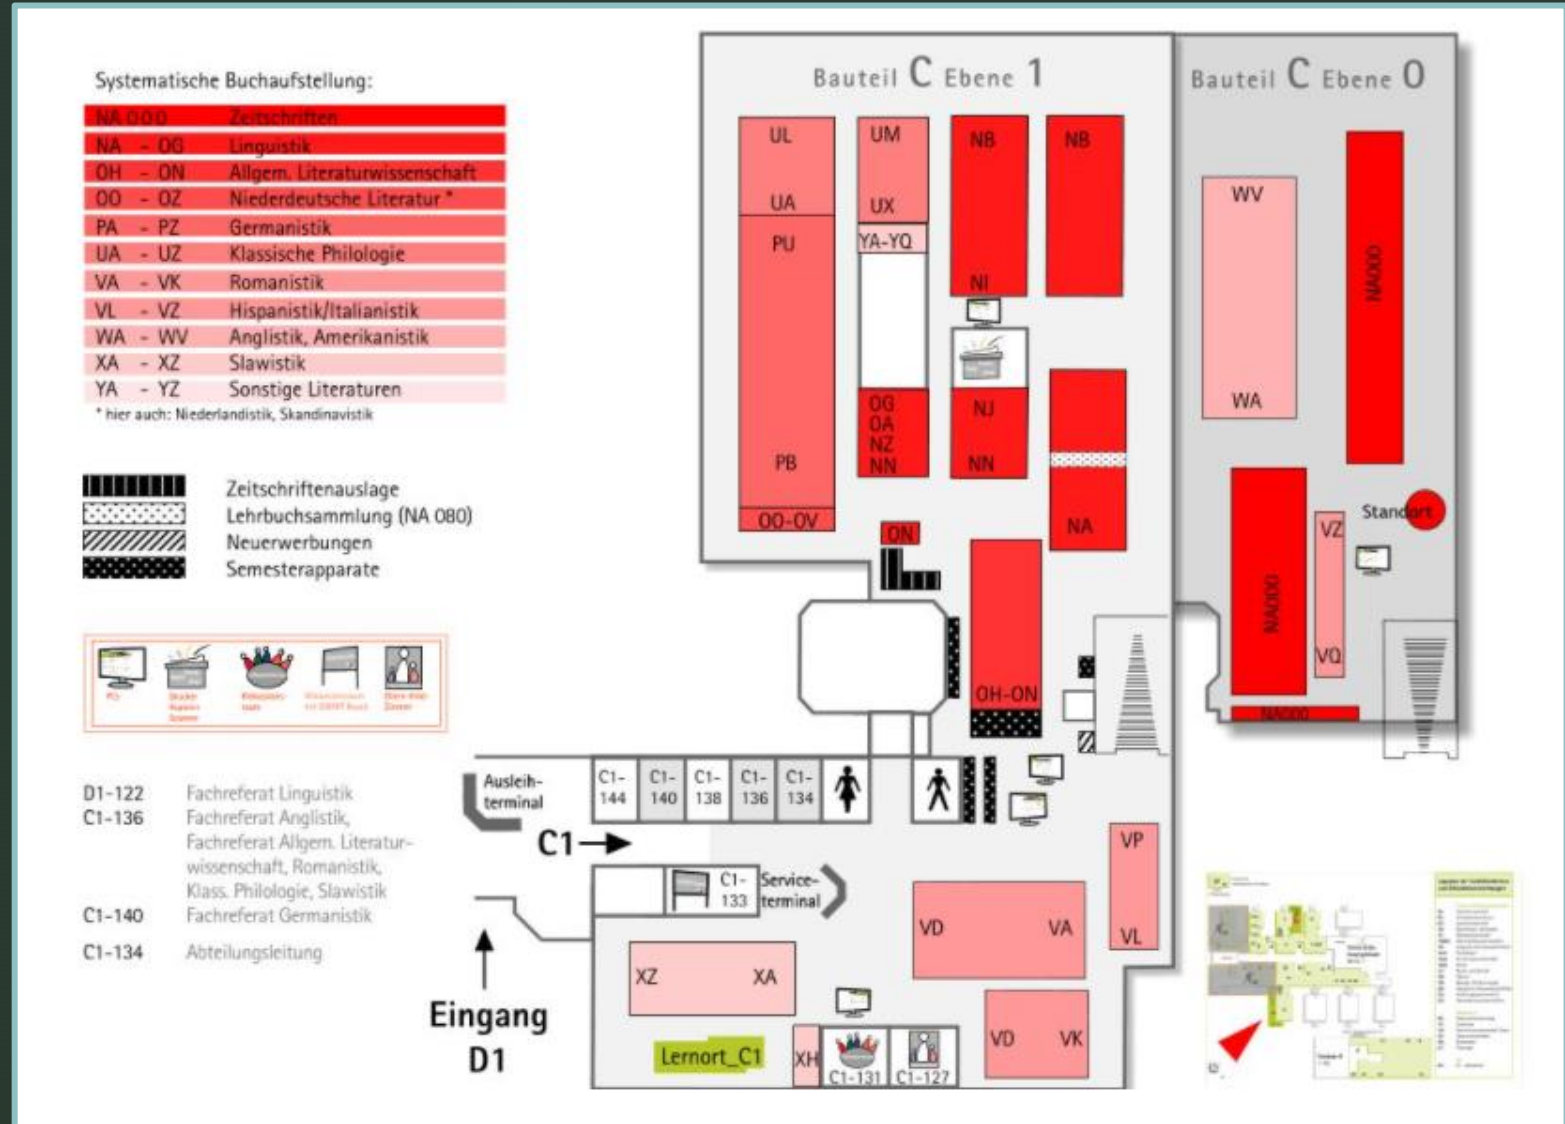 Systematische Buchaufstellung:
NA 000 Zeitschriften
NA - OG Linguistik
OH - ON Allgem. Literaturwissenschaft
OO - OZ Niederdeutsche Literatur *
PA - PZ Germanistik
UA - UZ Klassische Philologie
VA - VK Romanistik
VL - VZ Hispanistik/Italianistik
WA - WV Anglistik, Amerikanistik
XA - XZ Slawistik
YA - YZ Sonstige Literaturen
* hier auch: Niederlandistik, Skandinavistik
Zeitschriftenauslage
Lehrbuchsammlung (NA 080)
Neuerwerbungen
Semesterapparate
D1-122 Fachreferat Linguistik
C1-136 Fachreferat Anglistik,
Fachreferat Allgem. Literatur-
wissenschaft, Romanistik,
Klass. Philologie, Slawistik
C1-140 Fachreferat Germanistik
C1-134 Abteilungsleitung
Bauteil C Ebene 1
UL
UA
PU
PB
OO-OV
UM
UX
YA-YQ
OG
OA
NZ
NN
NB
NI
NJ
NN
NB
NA
ON
OH-ON
Bauteil C Ebene 0
WV
WA
NA000
Standort
VZ
VQ
NA000
NA000
Ausleih-
terminal
C1-
144
C1-
140
C1-
138
C1-
136
C1-
134
C1
C1-
133
Service-
terminal
Eingang
D1
XZ XA
Lernort_C1
XH
C1-131
C1-127
VD VA
VD VK
VP
VL